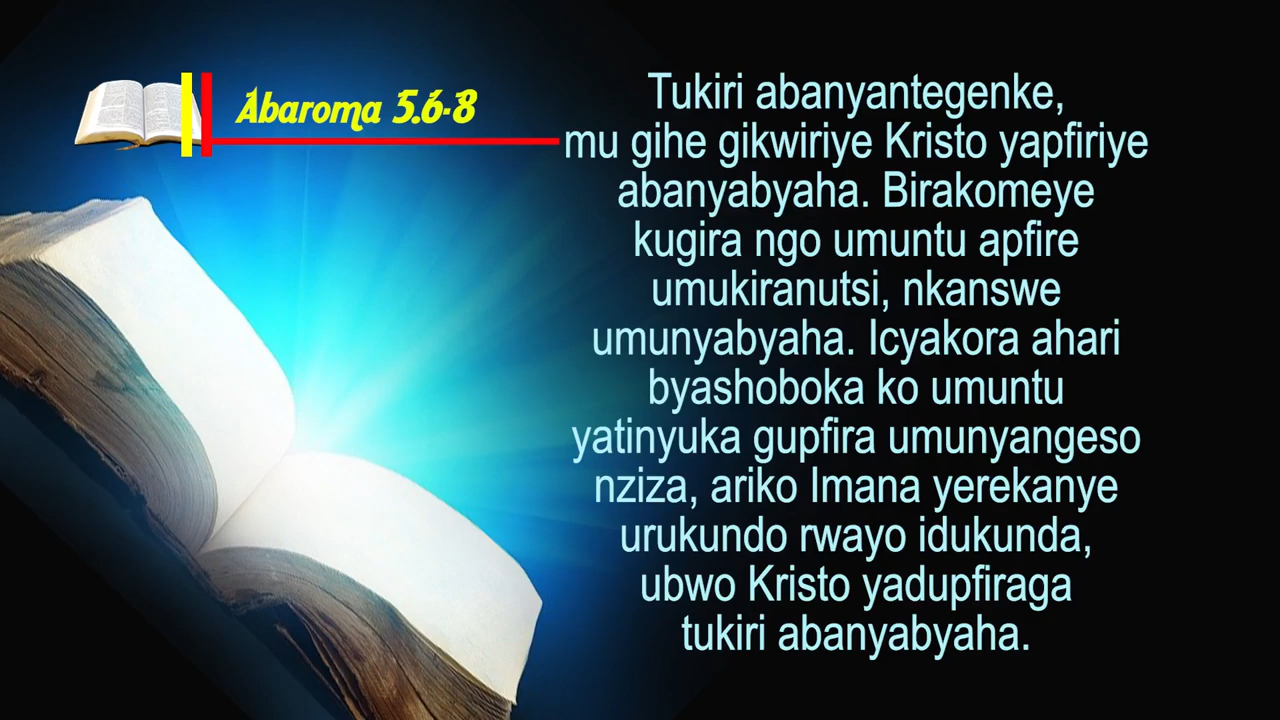 Abaroma 5.6-8
Tukiri abanyantegenke,
mu gihe gikwiriye Kristo yapfiriye
abanyabyaha. Birakomeye
kugira ngo umuntu apfire
umukiranutsi, nkanswe
umunyabyaha. Icyakora ahari
byashoboka ko umuntu
yatinyuka gupfira umunyangeso
nziza, ariko Imana yerekanye
urukundo rwayo idukunda,
ubwo Kristo yadupfiraga
tukiri abanyabyaha.